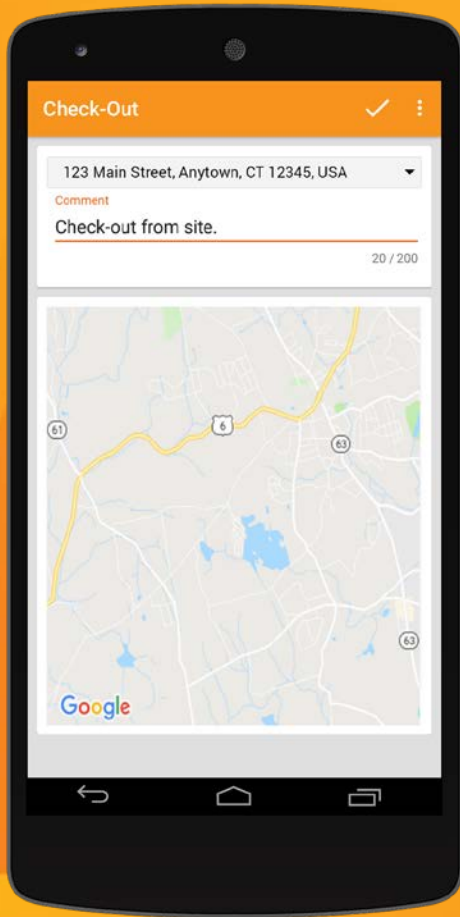 Check-Out
123 Main Street, Anytown, CT 12345, USA
Comment
Check-out from site.
20 / 200
6
61
63
63
Google